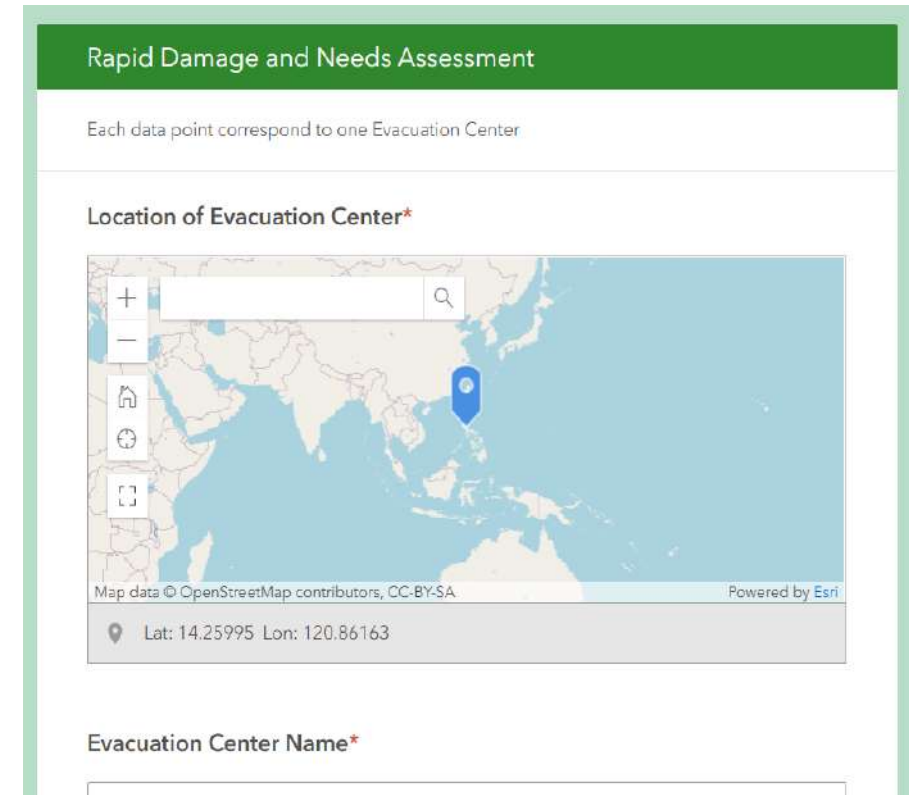 Rapid Damage and Needs Assessment
Each data point correspond to one Evacuation Center
Location of Evacuation Center*
Map data © OpenStreetMap contributors, CC-BY-SA
Powered by Esri
Lat: 14.25995 Lon: 120.86163
Evacuation Center Name*